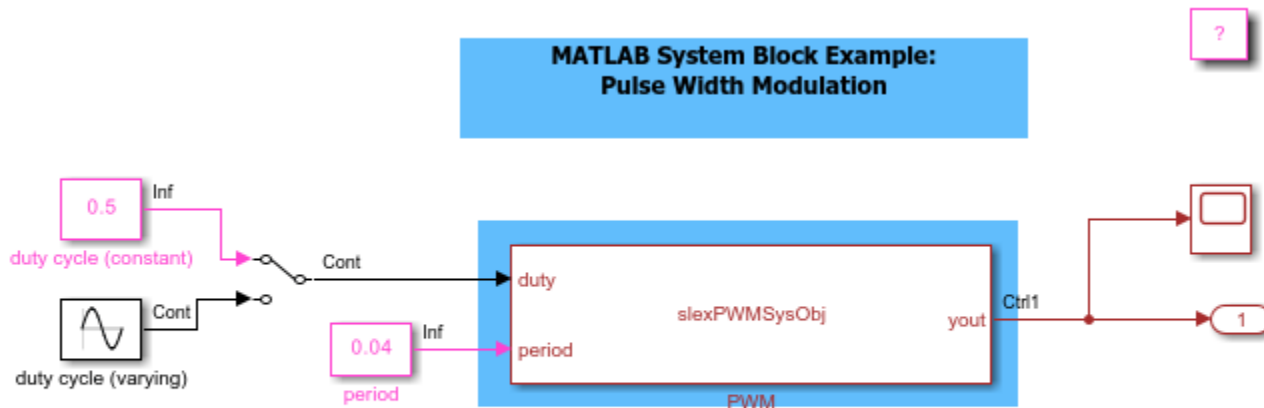 MATLAB System Block Example:
Pulse Width Modulation
?
0.5
Inf
duty cycle (constant)
Cont
duty
slexPWMSysObj
yout
Ctrl1
1
Cont
duty cycle (varying)
0.04
Inf
period
period
PWM